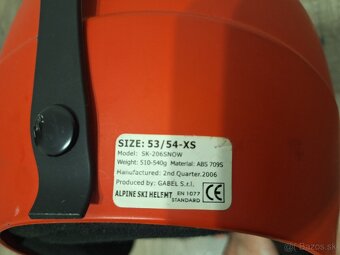 SIZE: 53/54-XS
Model: SK-206SNOW
Weight: 510-540g Material: ABS 709S
Manufactured: 2nd Quarter.2006
Produced by: GABEL S.r.l.
ALPINE SKI HELFMT EN 1077
STANDARD
CE
Bazos.sk